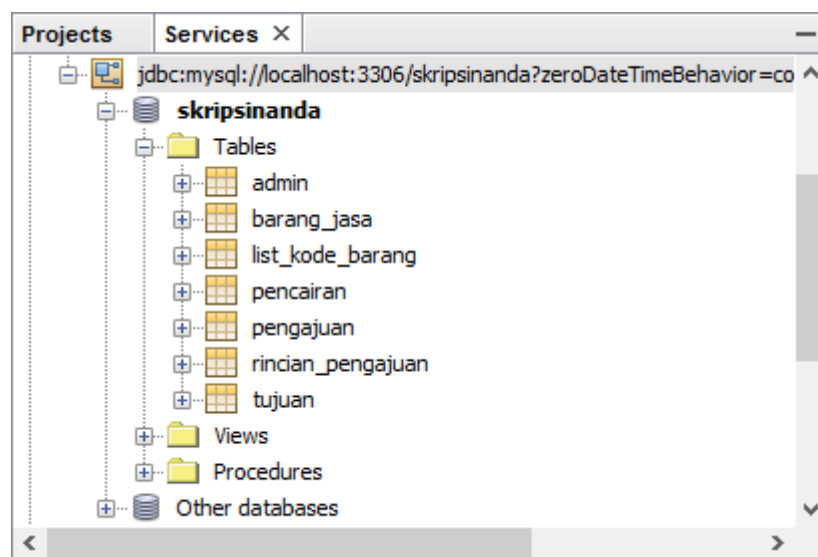 Projects Services ×
jdbc:mysql://localhost:3306/skripsinanda?zeroDateTimeBehavior=co
skripsinanda
Tables
admin
barang_jasa
list_kode_barang
pencairan
pengajuan
rincian_pengajuan
tujuan
Views
Procedures
Other databases